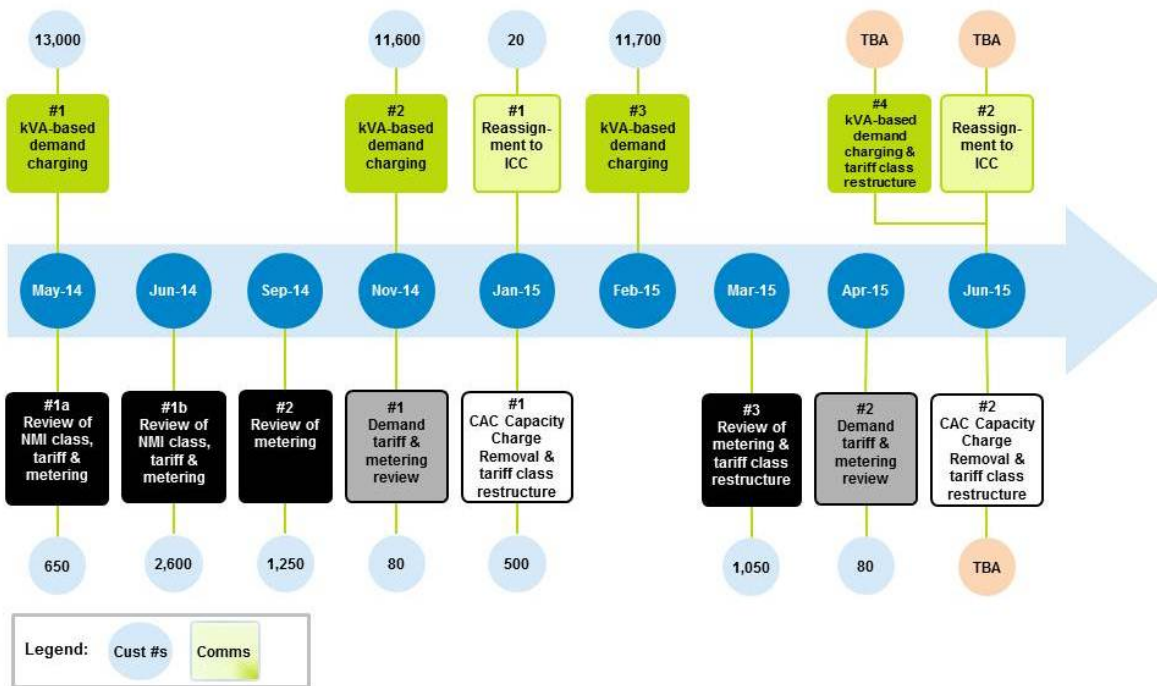 13,000
11,600
20
11,700
TBA
TBA
#1
kVA-based
demand
charging
#2
kVA-based
demand
charging
#1
Reassign-
ment to
ICC
#3
kVA-based
demand
charging
#4
kVA-based
demand
charging &
tariff class
restructure
#2
Reassign-
ment to
ICC
May-14
Jun-14
Sep-14
Nov-14
Jan-15
Feb-15
Mar-15
Apr-15
Jun-15
#1a
Review of
NMI class,
tariff &
metering
#1b
Review of
NMI class,
tariff &
metering
#2
Review of
metering
#1
Demand
tariff &
metering
review
#1
CAC Capacity
Charge
Removal &
tariff class
restructure
#3
Review of
metering &
tariff class
restructure
#2
Demand
tariff &
metering
review
#2
CAC Capacity
Charge
Removal &
tariff class
restructure
650
2,600
1,250
80
500
1,050
80
TBA
Legend:
Cust #s
Comms